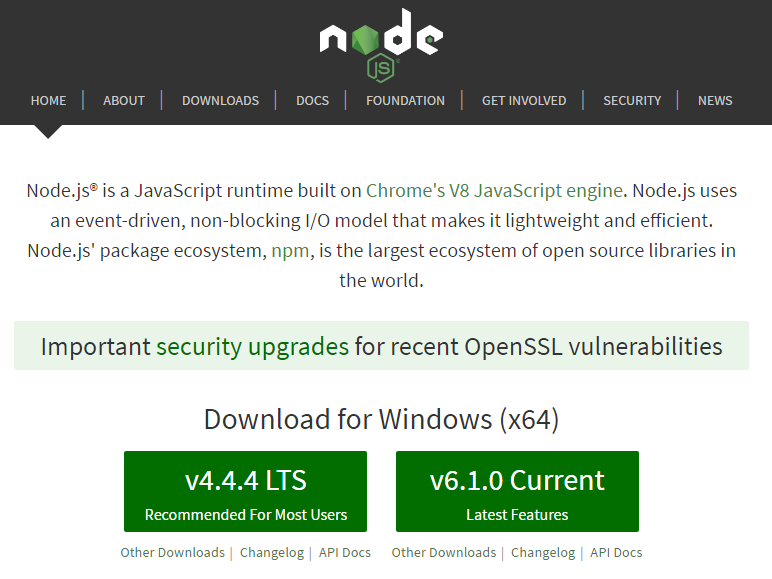 node
JS
HOME | ABOUT | DOWNLOADS | DOCS | FOUNDATION | GET INVOLVED | SECURITY | NEWS
Node.js® is a JavaScript runtime built on Chrome's V8 JavaScript engine. Node.js uses
an event-driven, non-blocking I/O model that makes it lightweight and efficient.
Node.js' package ecosystem, npm, is the largest ecosystem of open source libraries in
the world.
Important security upgrades for recent OpenSSL vulnerabilities
Download for Windows (x64)
v4.4.4 LTS
Recommended For Most Users
Other Downloads | Changelog | API Docs
v6.1.0 Current
Latest Features
Other Downloads | Changelog | API Docs